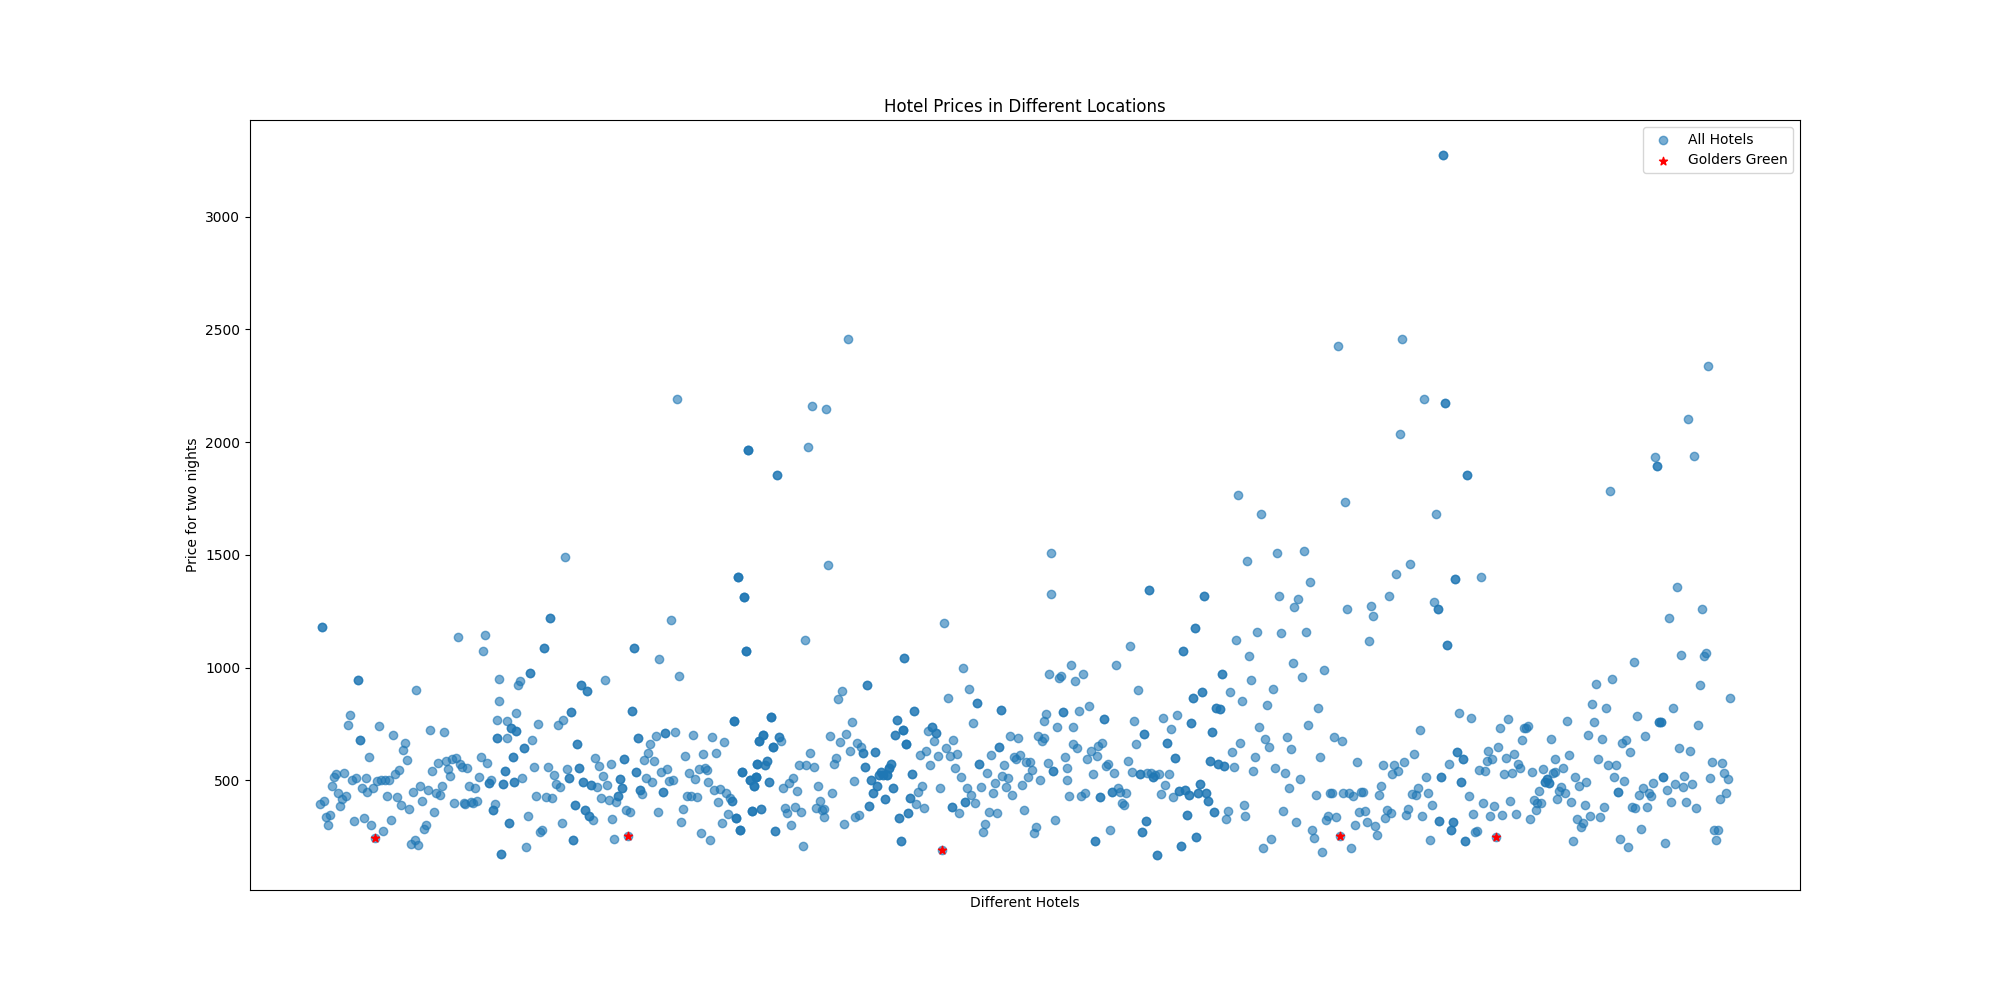 Hotel Prices in Different Locations
All Hotels
Golders Green
3000
2500
2000
1500
1000
500
Price for two nights
Different Hotels